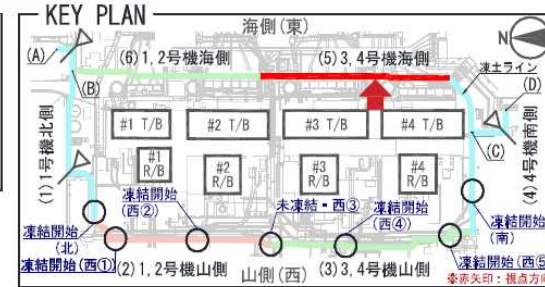 KEY PLAN
海側(東)
N
(A)
(6)1,2号機海側
(5)3,4号機海側
凍土ライン
(B)
(D)
#1 T/B
#2 T/B
#3 T/B
#4 T/B
(C)
(1)1号機北側
(4)4号機南側
#1
R/B
#2
R/B
#3
R/B
#4
R/B
凍結開始
(西②)
未凍結・西③
凍結開始
(西④)
凍結開始
(北)
凍結開始
(南)
凍結開始(西①)
(2)1,2号機山側
山側(西)
(3)3,4号機山側
凍結開始
(西⑤
※赤矢印:視点方向